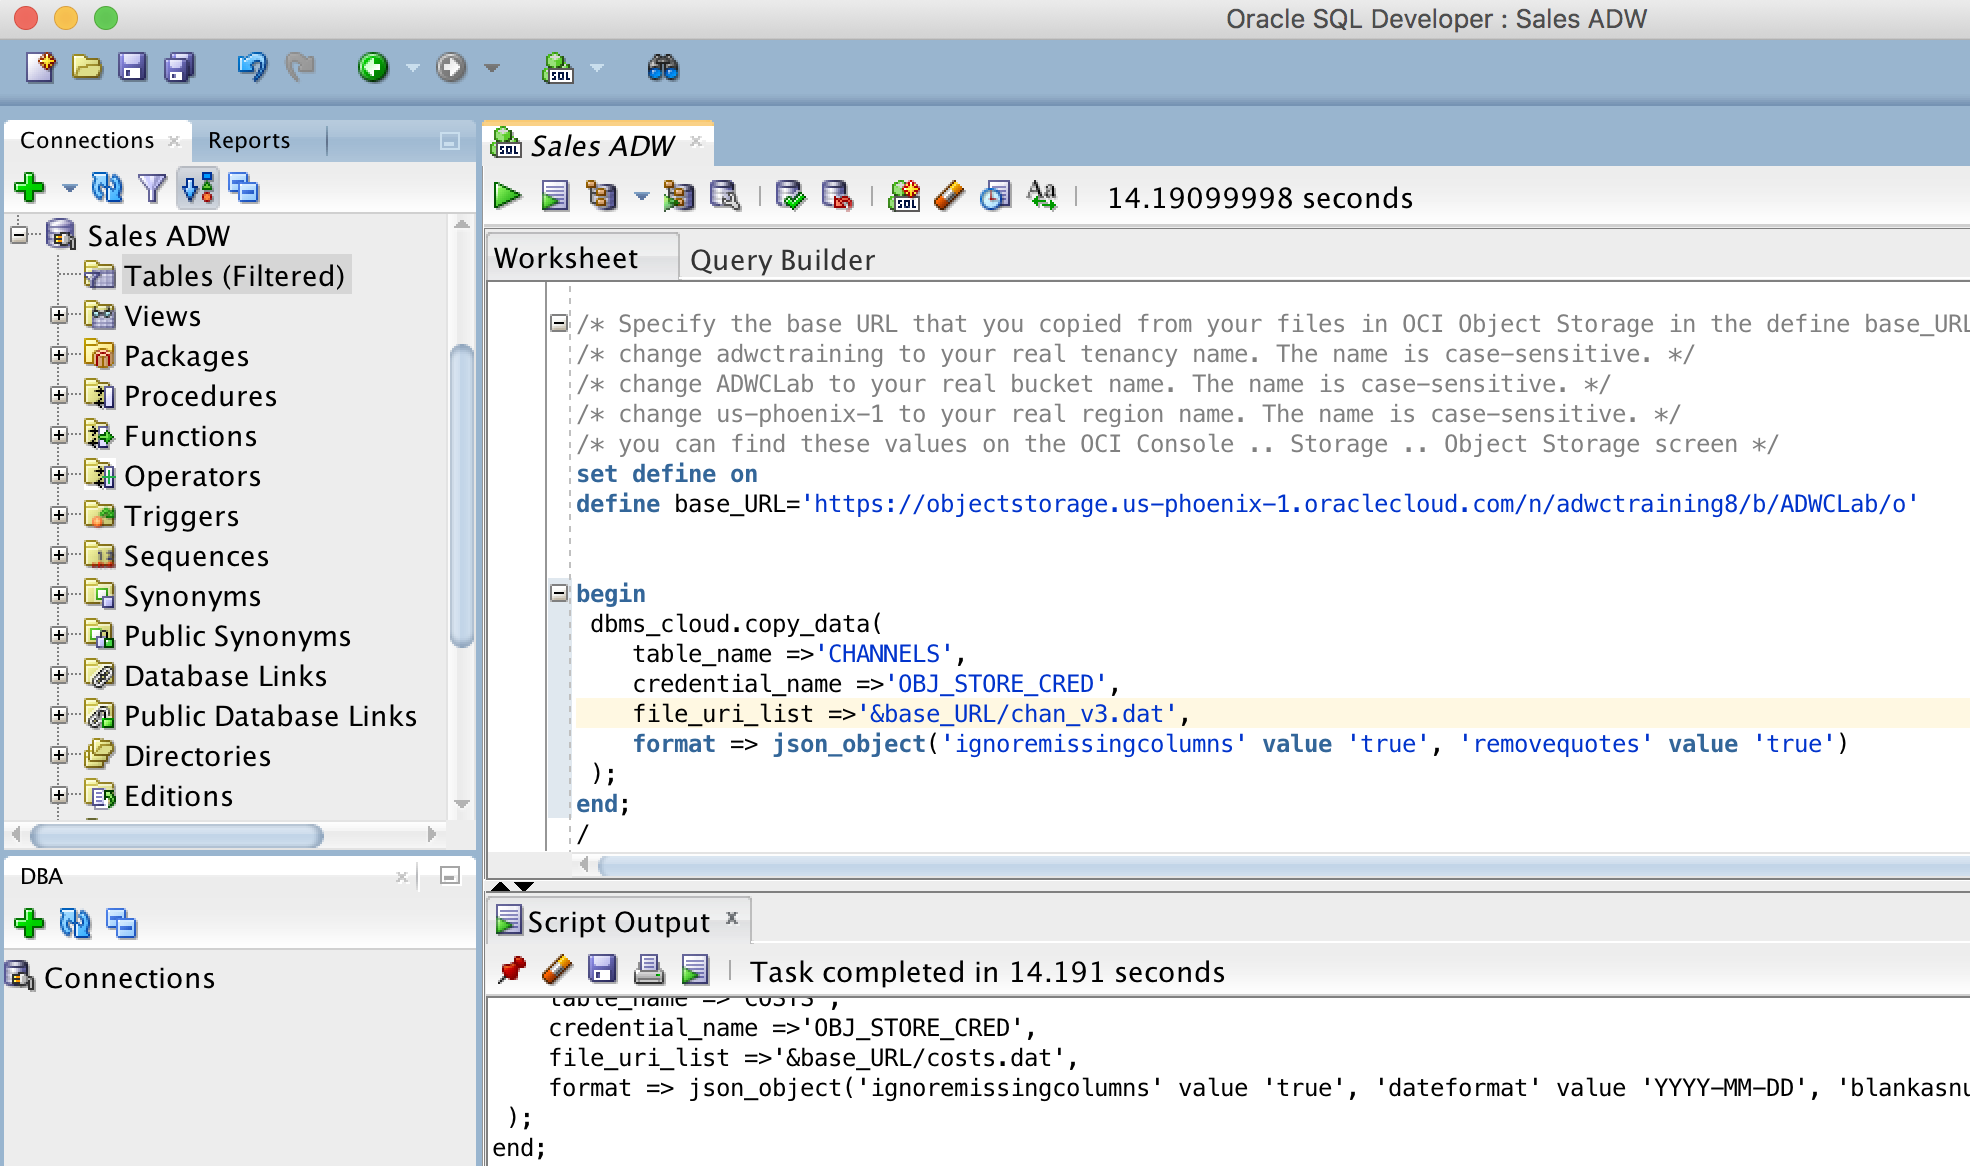 Oracle SQL Developer : Sales ADW
Connections
Reports
Sales ADW
Tables (Filtered)
Views
Packages
Procedures
Functions
Operators
Triggers
Sequences
Synonyms
Public Synonyms
Database Links
Public Database Links
Directories
Editions
DBA
Connections
Sales ADW
14.19099998 seconds
Worksheet
Query Builder
/* Specify the base URL that you copied from your files in OCI Object Storage in the define base_URL
/* change adwctraining to your real tenancy name. The name is case-sensitive. */
/* change ADWCLab to your real bucket name. The name is case-sensitive. */
/* change us-phoenix-1 to your real region name. The name is case-sensitive. */
/* you can find these values on the OCI Console .. Storage .. Object Storage screen */
set define on
define base_URL='https://objectstorage.us-phoenix-1.oraclecloud.com/n/adwctraining8/b/ADWCLab/o'
begin
dbms_cloud.copy_data(
table_name =>'CHANNELS',
credential_name =>'OBJ_STORE_CRED',
file_uri_list =>'&base_URL/chan_v3.dat',
format => json_object('ignoremissingcolumns' value 'true', 'removequotes' value 'true')
);
end;
/
Script Output
Task completed in 14.191 seconds
table_name =>'COSTS',
credential_name =>'OBJ_STORE_CRED',
file_uri_list =>'&base_URL/costs.dat',
format => json_object('ignoremissingcolumns' value 'true', 'dateformat' value 'YYYY-MM-DD', 'blankasnu
);
end;